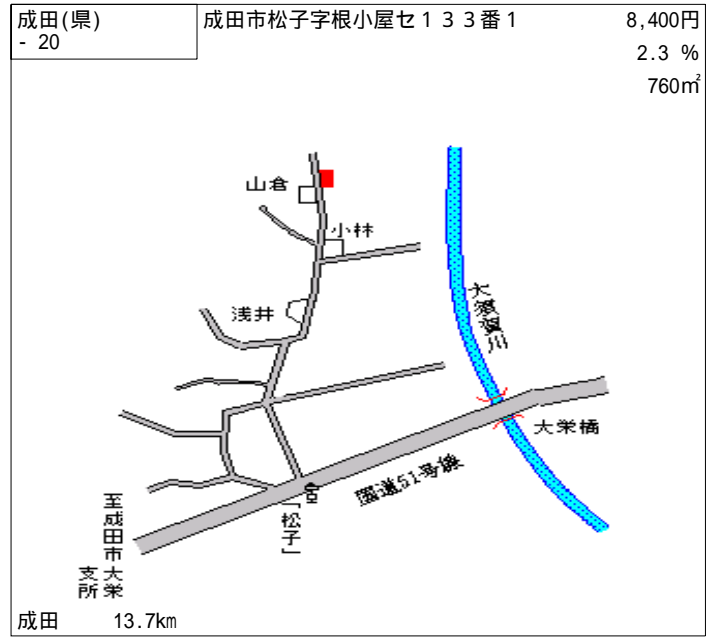 成田(県)
- 20
成田市松子字根小屋セ１３３番１
8,400円
2.3 %
760㎡
山倉
小林
浅井
大須賀川
大栄橋
国道51号線
「松子」
至成田市大栄
支所
成田 13.7km